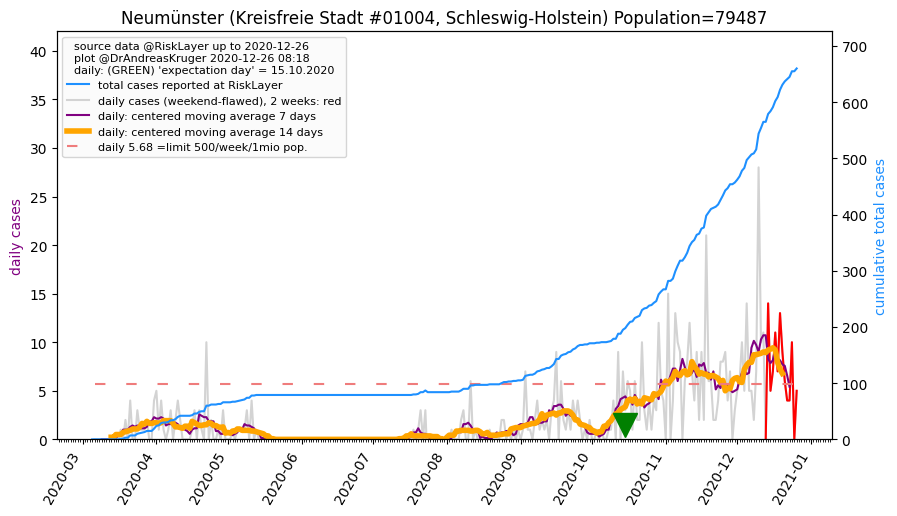 Neumünster (Kreisfreie Stadt #01004, Schleswig-Holstein) Population=79487
source data @RiskLayer up to 2020-12-26
plot @DrAndreasKruger 2020-12-26 08:18
daily: (GREEN) 'expectation day' = 15.10.2020
total cases reported at RiskLayer
daily cases (weekend-flawed), 2 weeks: red
daily: centered moving average 7 days
daily: centered moving average 14 days
daily 5.68 =limit 500/week/1mio pop.
daily cases
40
35
30
25
20
15
10
5
0
700
600
500
400
300
200
100
0
cumulative total cases
2020-03
2020-04
2020-05
2020-06
2020-07
2020-08
2020-09
2020-10
2020-11
2020-12
2021-01